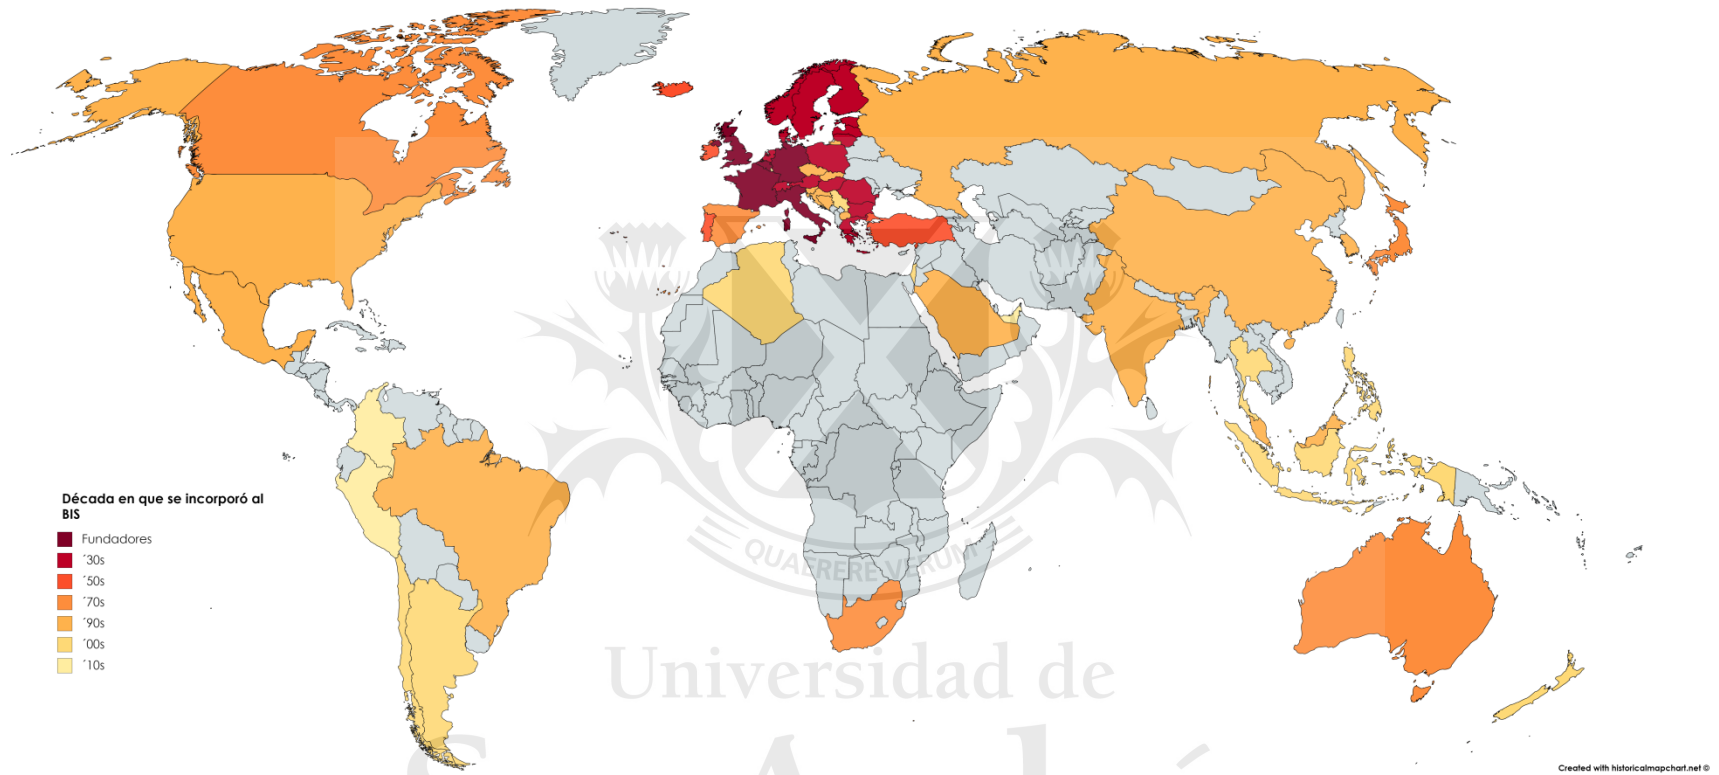 Década en que se incorporó al
BIS
Fundadores
´30s
´50s
´70s
´90s
´00s
´10s
QUAERERE VERUM
Universidad de
Created with historicalmapchart.net ©